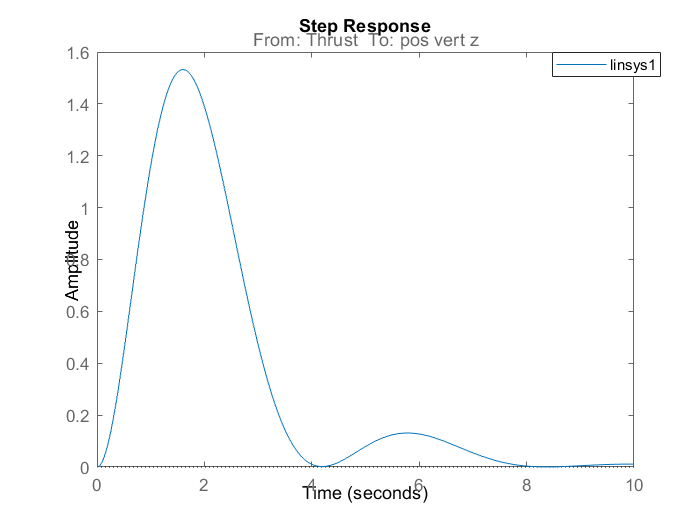 Step Response
From: Thrust To: pos vert z
linsys1
1.6
1.4
1.2
1
0.8
0.6
0.4
0.2
0
Amplitude
0 2 4 6 8 10
Time (seconds)